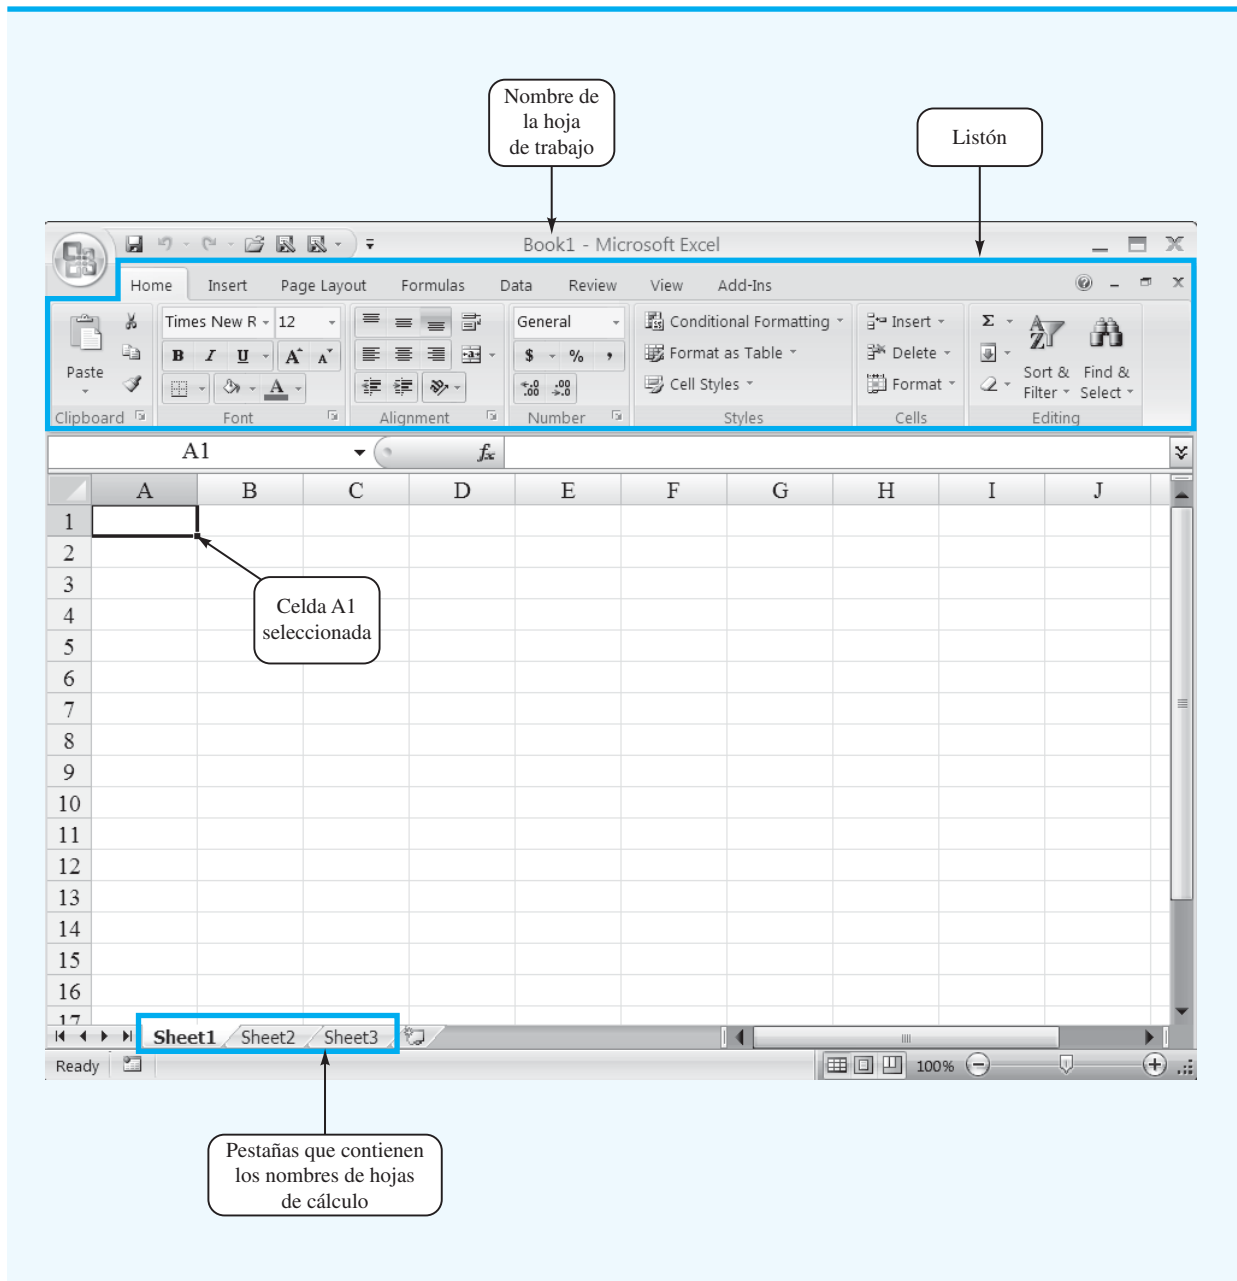 Nombre de
la hoja
de trabajo
Listón
Book1 - Microsoft Excel
Home Insert Page Layout Formulas Data Review View Add-Ins
Times New R 12 General Conditional Formatting Insert Σ
B I U A A $ % , Format as Table Delete
Paste Sort & Find &
A Cell Styles Format Filter Select
Clipboard Font Alignment Number Styles Cells Editing
A1 fx
A B C D E F G H I J
1
2
3
Celda A1
seleccionada
4
5
6
7
8
9
10
11
12
13
14
15
16
17
Sheet1 Sheet2 Sheet3
Ready 100%
Pestañas que contienen
los nombres de hojas
de cálculo